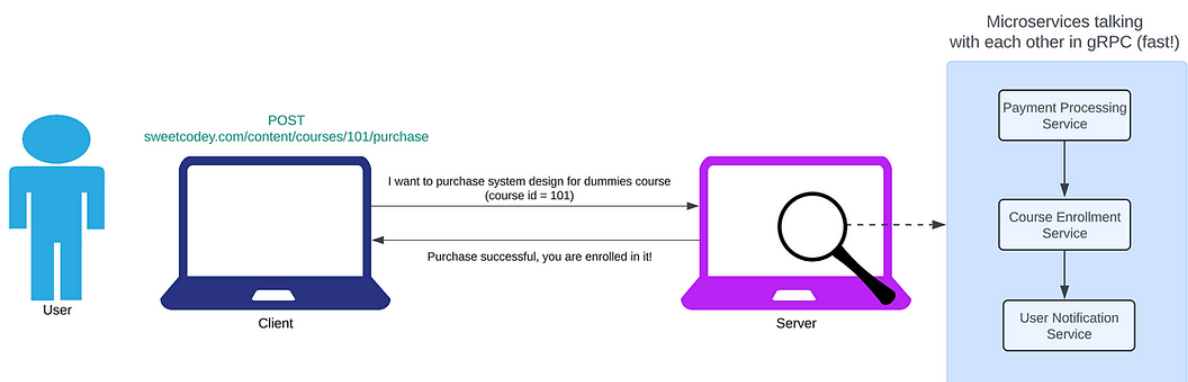 Microservices talking
with each other in gRPC (fast!)
POST
sweetcodey.com/content/courses/101/purchase
I want to purchase system design for dummies course
(course id = 101)
Purchase successful, you are enrolled in it!
User
Client
Server
Payment Processing
Service
Course Enrollment
Service
User Notification
Service